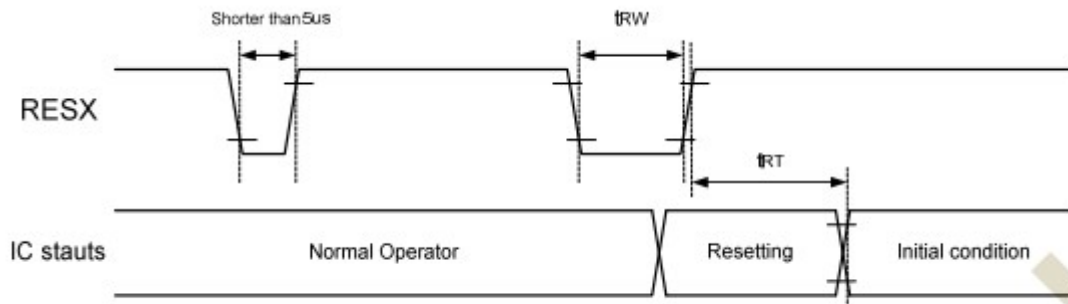 Shorter than 5us
tRW
RESX
tRT
IC stauts
Normal Operator
Resetting
Initial condition